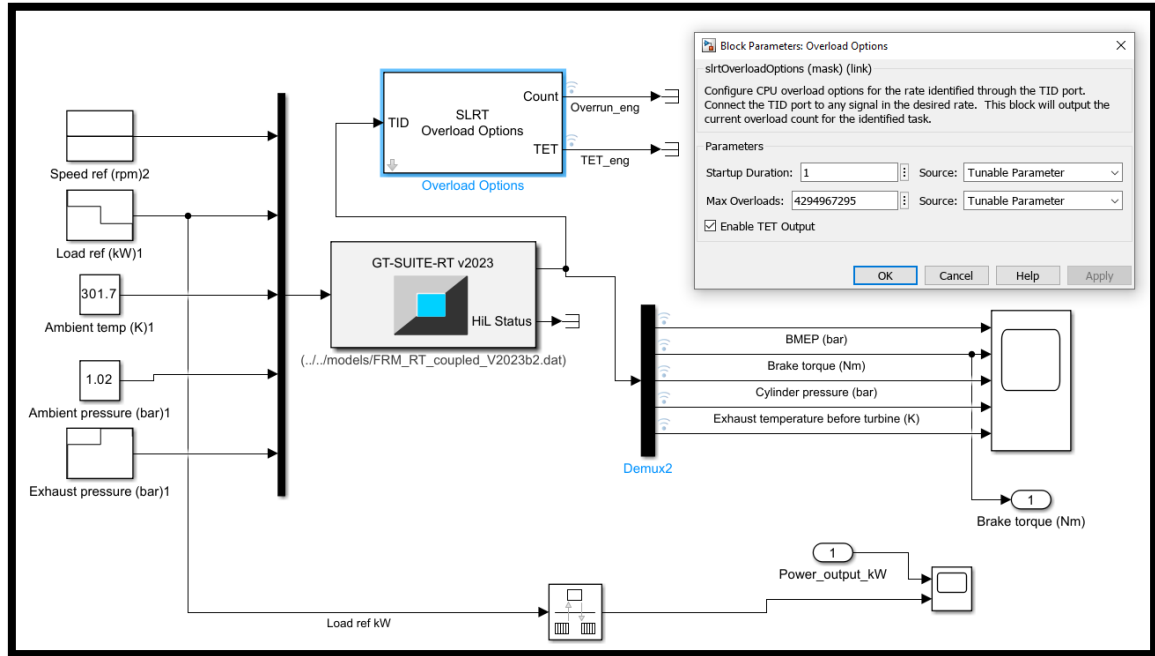 Speed ref (rpm)2
Load ref (kW)1
301.7
Ambient temp (K)1
1.02
Ambient pressure (bar)1
Exhaust pressure (bar)1
TID
SLRT
Overload Options
Count
TET
Overload Options
Overrun_eng
TET_eng
GT-SUITE-RT v2023
HiL Status
(../../models/FRM_RT_coupled_V2023b2.dat)
Block Parameters: Overload Options
slrtOverloadOptions (mask) (link)
Configure CPU overload options for the rate identified through the TID port.
Connect the TID port to any signal in the desired rate. This block will output the
current overload count for the identified task.
Parameters
Startup Duration: 1 Source: Tunable Parameter
Max Overloads: 4294967295 Source: Tunable Parameter
Enable TET Output
OK Cancel Help Apply
BMEP (bar)
Brake torque (Nm)
Cylinder pressure (bar)
Exhaust temperature before turbine (K)
Demux2
1
Brake torque (Nm)
1
Power_output_kW
Load ref kW